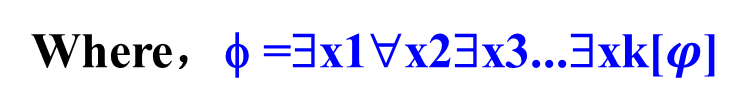 Where，ϕ =∃x1∀x2∃x3...∃xk[φ]